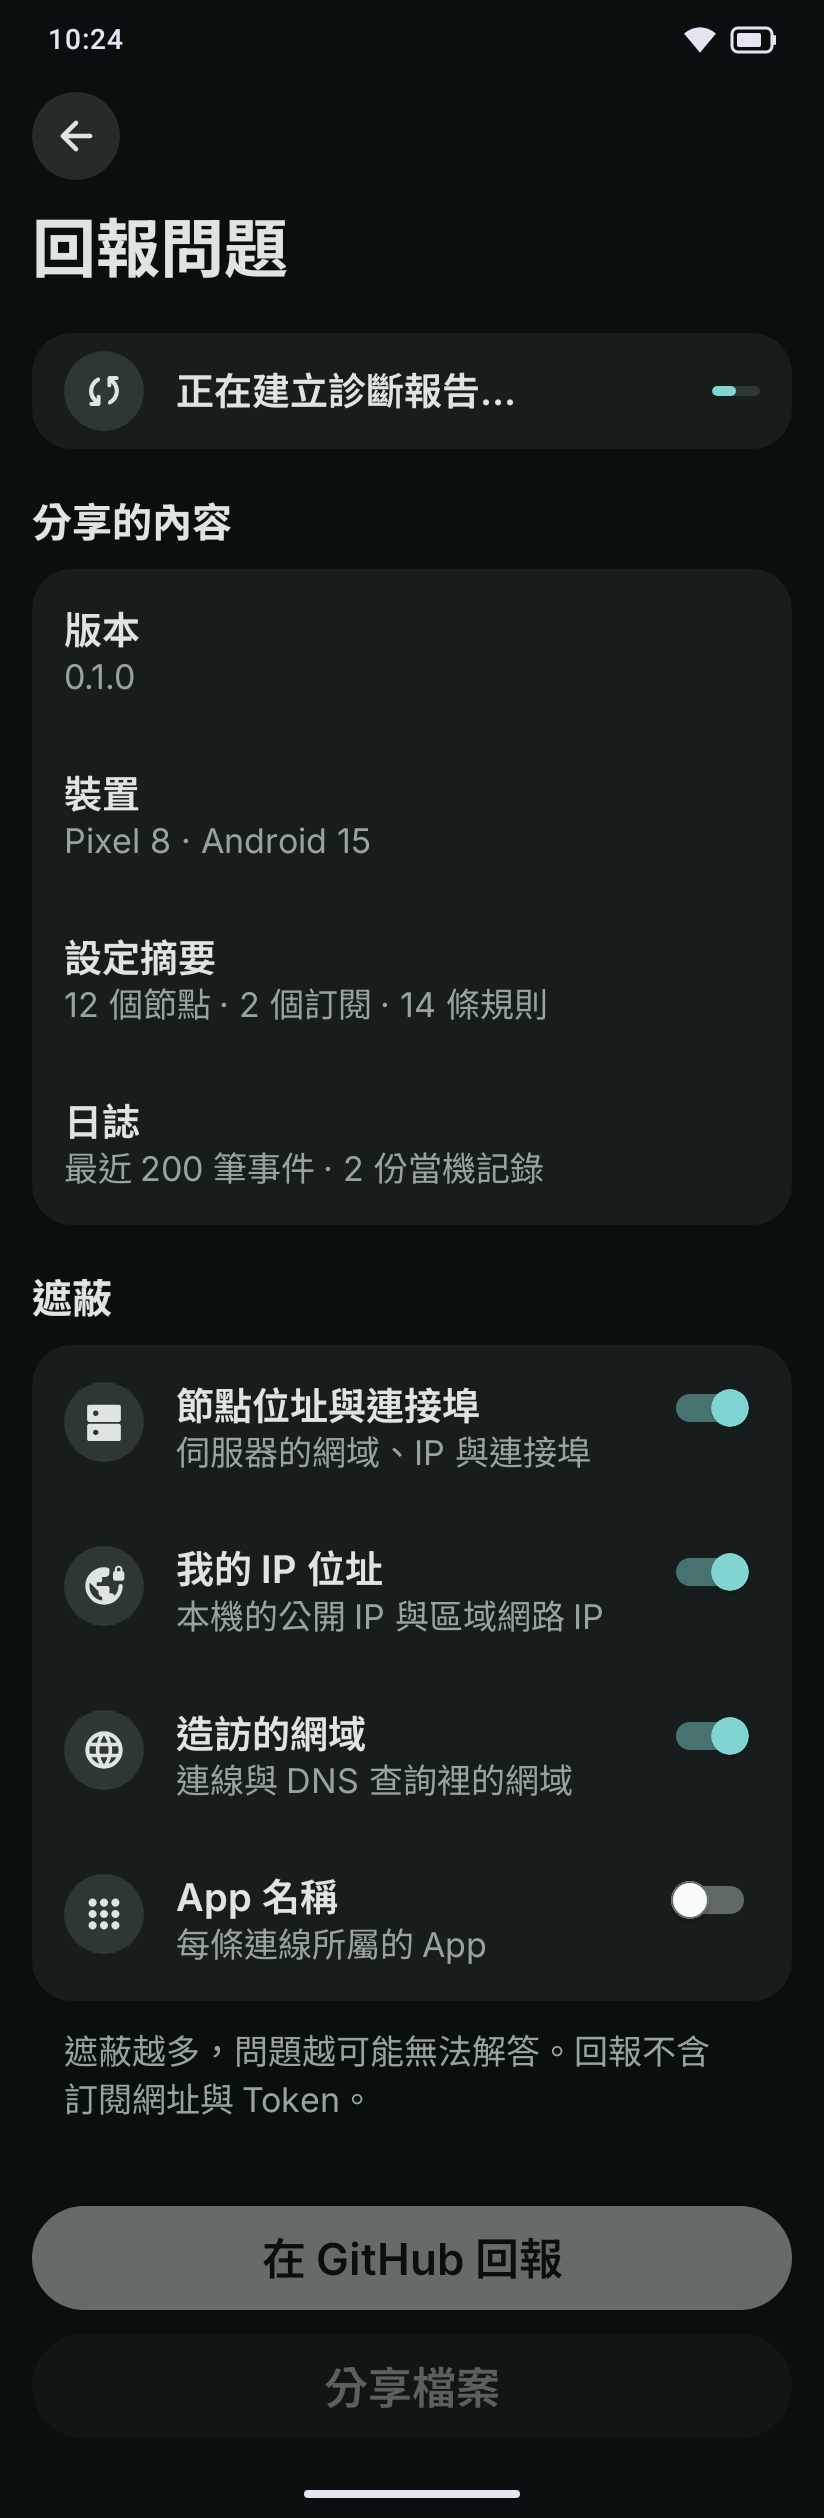 10:24
回報問題
正在建立診斷報告...
分享的內容
版本
0.1.0
裝置
Pixel 8 · Android 15
設定摘要
12 個節點 · 2 個訂閱 · 14 條規則
日誌
最近 200 筆事件 · 2 份當機記錄
遮蔽
節點位址與連接埠
伺服器的網域、IP 與連接埠
我的 IP 位址
本機的公開 IP 與區域網路 IP
造訪的網域
連線與 DNS 查詢裡的網域
App 名稱
每條連線所屬的 App
遮蔽越多，問題越可能無法解答。回報不含
訂閱網址與 Token。
在 GitHub 回報
分享檔案